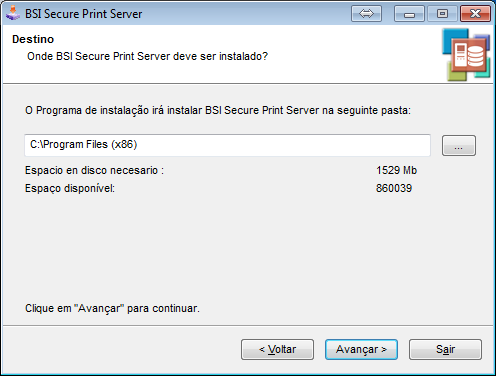 BSI Secure Print Server
Destino
Onde BSI Secure Print Server deve ser instalado?
O Programa de instalação irá instalar BSI Secure Print Server na seguinte pasta:
C:\Program Files (x86)
...
Espacio en disco necesario : 1529 Mb
Espaço disponível: 860039
Clique em "Avançar" para continuar.
< Voltar Avançar > Sair